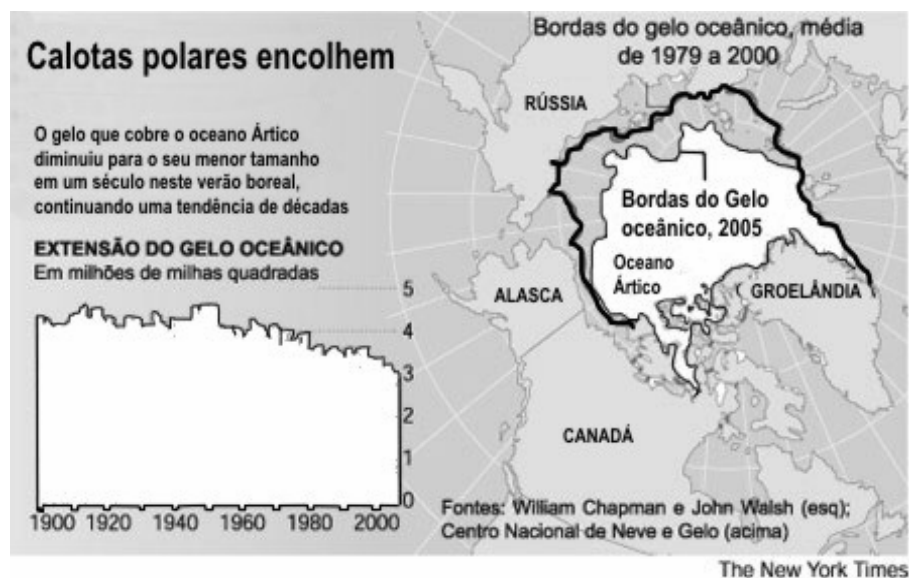 Calotas polares encolhem
O gelo que cobre o oceano Ártico
diminuiu para o seu menor tamanho
em um século neste verão boreal,
continuando uma tendência de décadas
EXTENSÃO DO GELO OCEÂNICO
Em milhões de milhas quadradas
5
4
3
2
1
0
1900 1920 1940 1960 1980 2000
Bordas do gelo oceânico, média
de 1979 a 2000
RÚSSIA
Bordas do Gelo
oceânico, 2005
Oceano
Ártico
ALASCA
GROELÂNDIA
CANADÁ
Fontes: William Chapman e John Walsh (esq);
Centro Nacional de Neve e Gelo (acima)
The New York Times